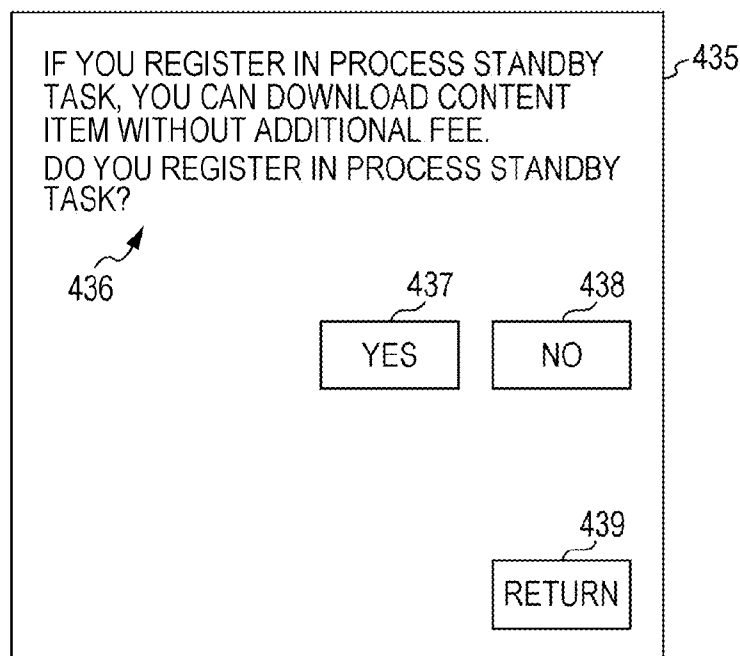 IF YOU REGISTER IN PROCESS STANDBY
TASK, YOU CAN DOWNLOAD CONTENT
ITEM WITHOUT ADDITIONAL FEE.
DO YOU REGISTER IN PROCESS STANDBY
TASK?
435
436
437
438
YES
NO
439
RETURN